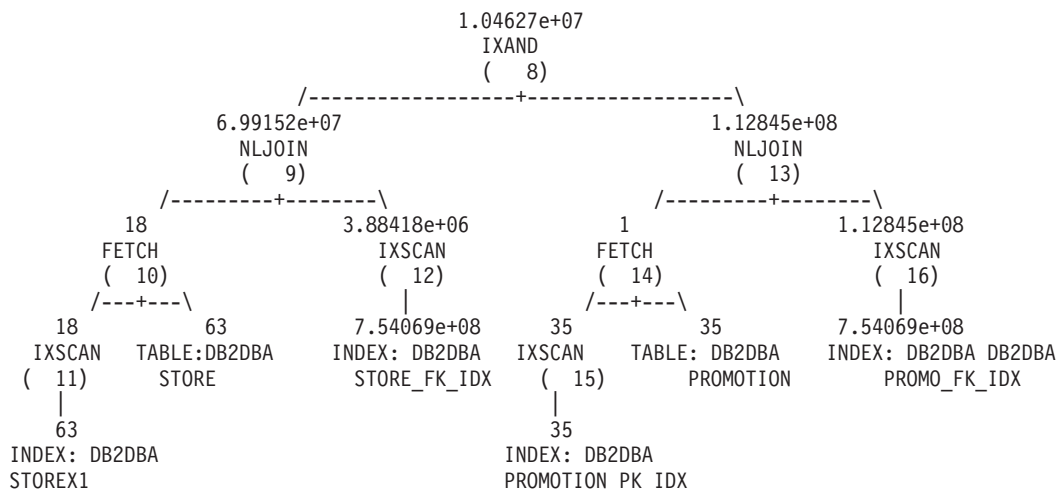 1.04627e+07
IXAND
( 8)
/------------------+------------------\
6.99152e+07 1.12845e+08
NLJOIN NLJOIN
( 9) ( 13)
/---------+--------\ /---------+--------\
18 3.88418e+06 1 1.12845e+08
FETCH IXSCAN FETCH IXSCAN
( 10) ( 12) ( 14) ( 16)
/---+---\ | /---+---\ |
18 63 7.54069e+08 35 35 7.54069e+08
IXSCAN TABLE:DB2DBA INDEX: DB2DBA IXSCAN TABLE: DB2DBA INDEX: DB2DBA DB2DBA
( 11) STORE STORE_FK_IDX ( 15) PROMOTION PROMO_FK_IDX
| |
63 35
INDEX: DB2DBA INDEX: DB2DBA
STOREX1 PROMOTION_PK_IDX